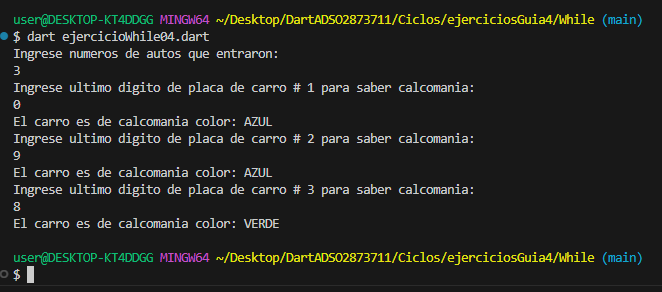 user@DESKTOP-KT4DDGG MINGW64 ~/Desktop/DartADSO2873711/Ciclos/ejerciciosGuia4/While (main)
$ dart ejercicioWhile04.dart
Ingrese numeros de autos que entraron:
3
Ingrese ultimo digito de placa de carro # 1 para saber calcomania:
0
El carro es de calcomania color: AZUL
Ingrese ultimo digito de placa de carro # 2 para saber calcomania:
9
El carro es de calcomania color: AZUL
Ingrese ultimo digito de placa de carro # 3 para saber calcomania:
8
El carro es de calcomania color: VERDE
user@DESKTOP-KT4DDGG MINGW64 ~/Desktop/DartADSO2873711/Ciclos/ejerciciosGuia4/While (main)
$